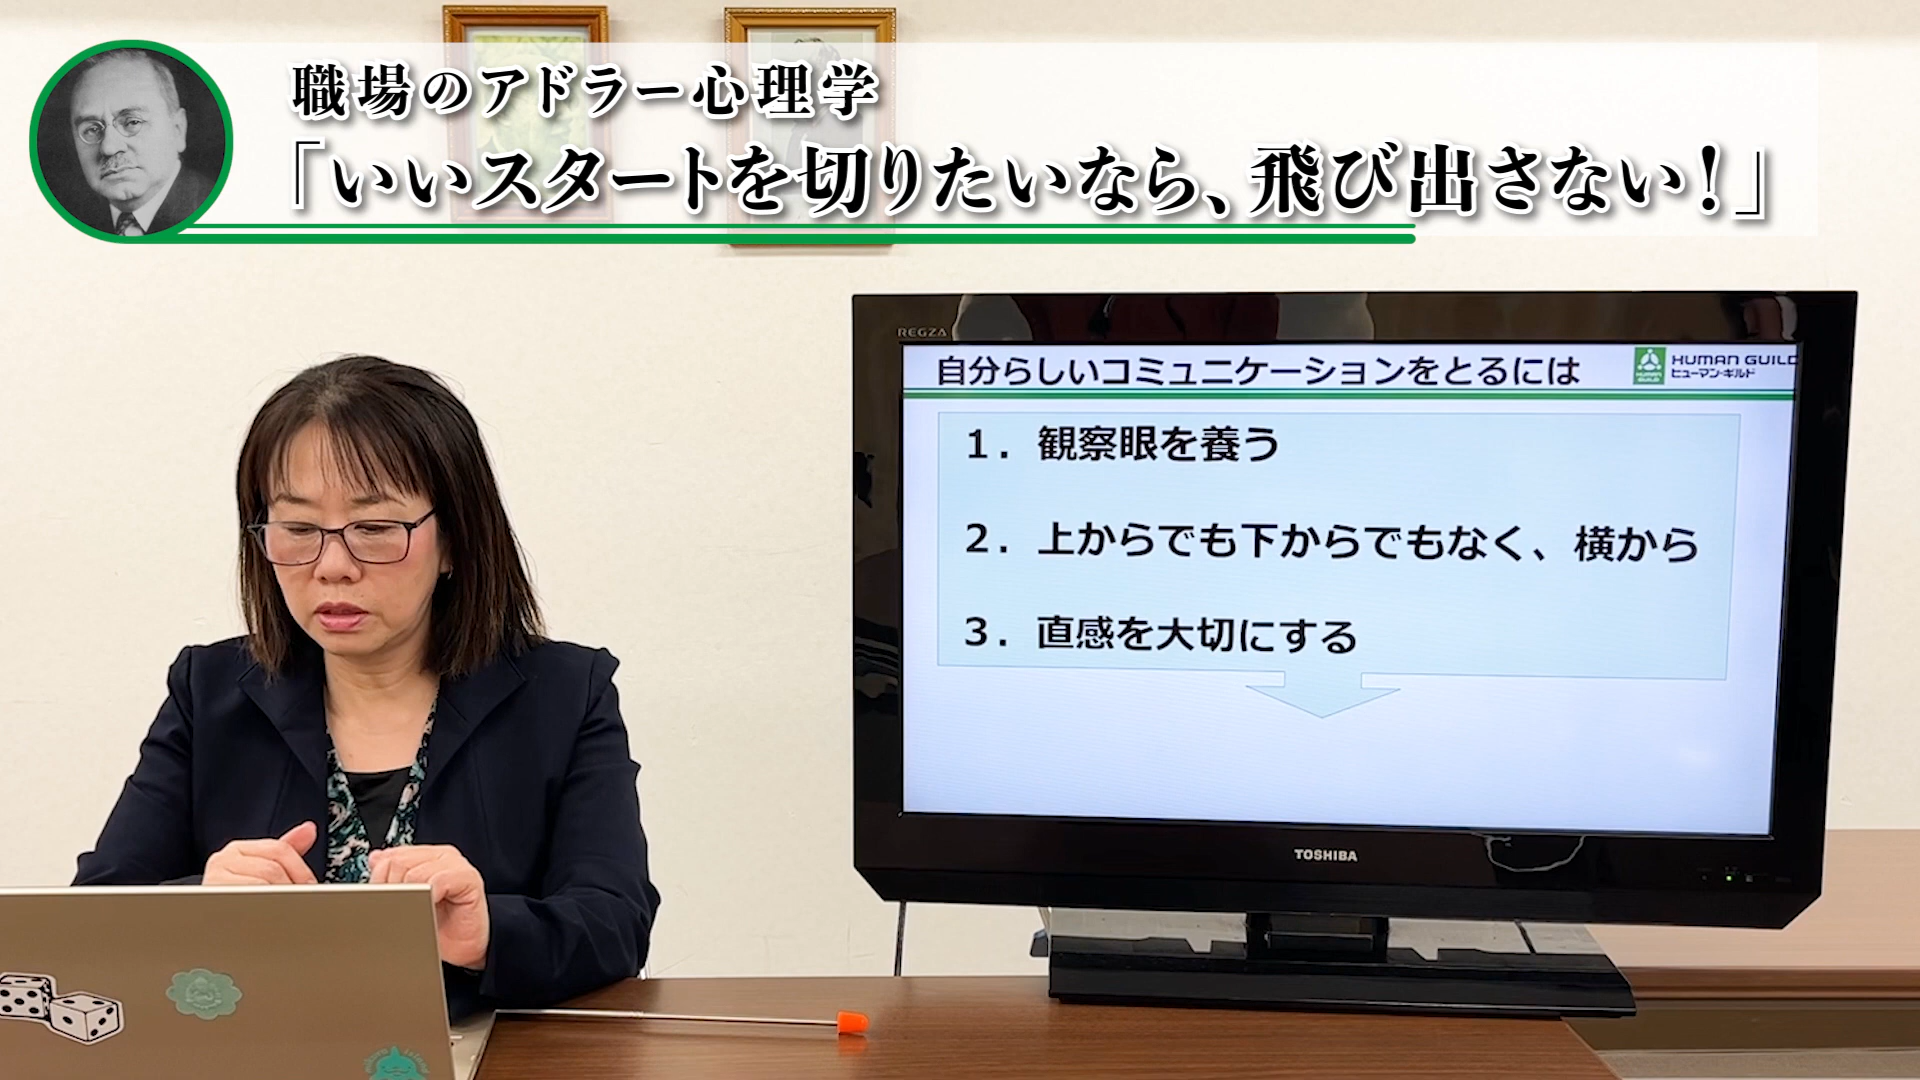 職場のアドラー心理学
「いいスタートを切りたいなら、飛び出さない！」
REGZA
自分らしいコミュニケーションをとるには
HUMAN GUILD
ヒューマン・ギルド
HUMAN
GUILD
１．観察眼を養う
２．上からでも下からでもなく、横から
３．直感を大切にする
TOSHIBA